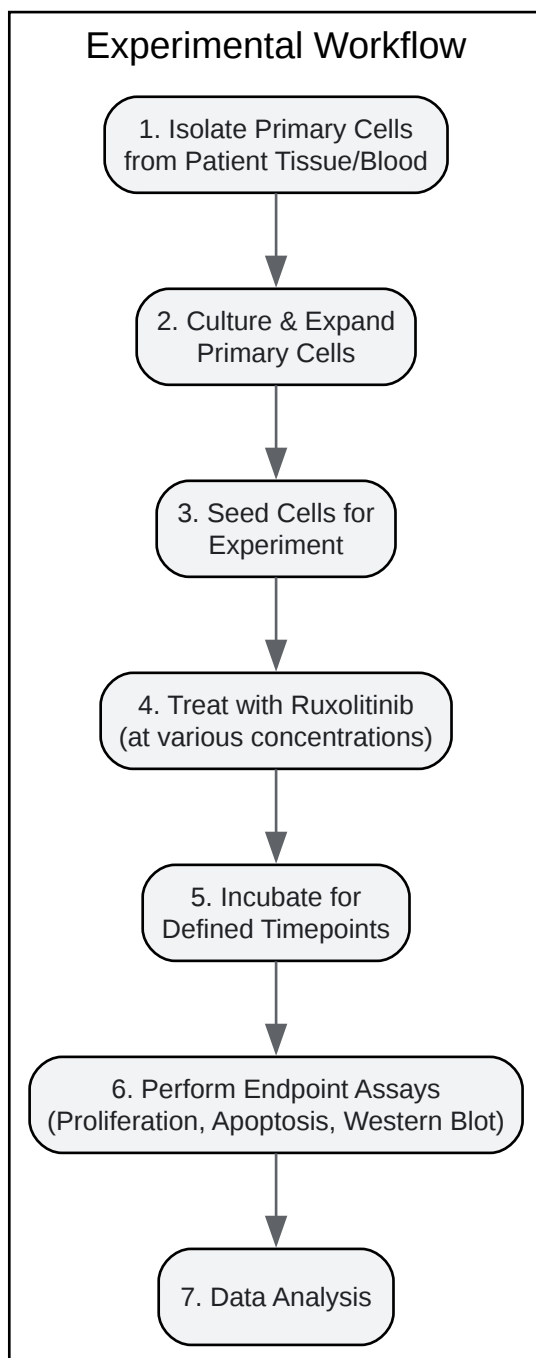 Experimental Workflow
1. Isolate Primary Cells
from Patient Tissue/Blood
2. Culture & Expand
Primary Cells
3. Seed Cells for
Experiment
4. Treat with Ruxolitinib
(at various concentrations)
5. Incubate for
Defined Timepoints
6. Perform Endpoint Assays
(Proliferation, Apoptosis, Western Blot)
7. Data Analysis